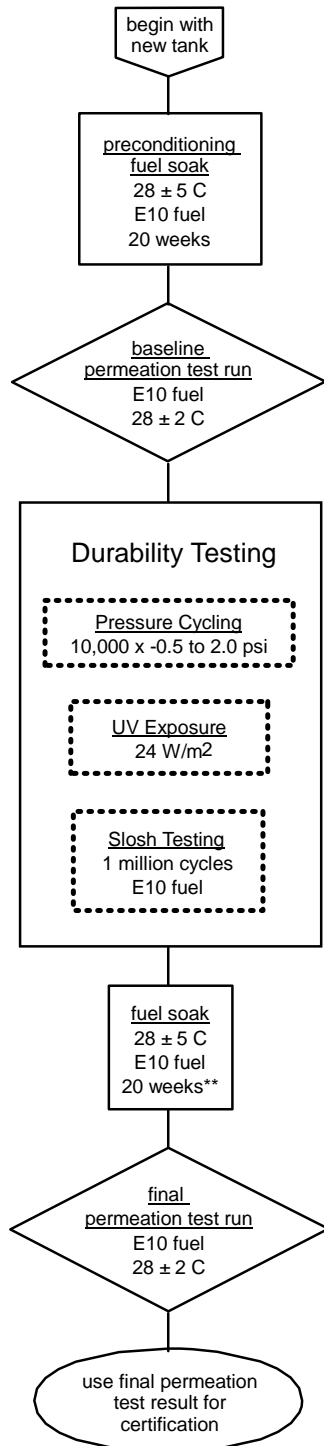 begin with
new tank
preconditioning
fuel soak
28 ± 5 C
E10 fuel
20 weeks
baseline
permeation test run
E10 fuel
28 ± 2 C
Durability Testing
Pressure Cycling
10,000 x -0.5 to 2.0 psi
UV Exposure
24 W/m2
Slosh Testing
1 million cycles
E10 fuel
fuel soak
28 ± 5 C
E10 fuel
20 weeks**
final
permeation test run
E10 fuel
28 ± 2 C
use final permeation
test result for
certification